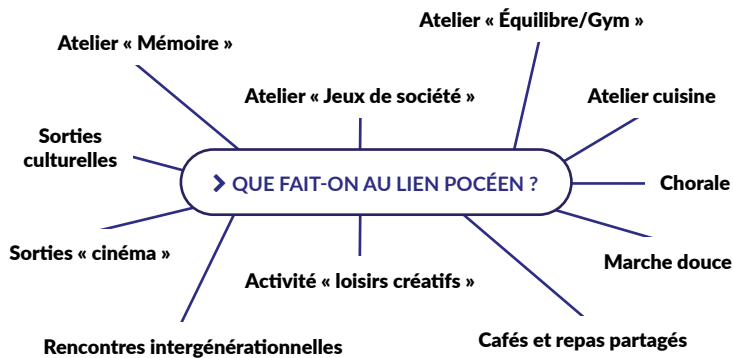 Atelier « Équilibre/Gym »
Atelier « Mémoire »
Atelier « Jeux de société »
Atelier cuisine
Sorties
culturelles
QUE FAIT-ON AU LIEN POCÉEN ?
Chorale
Sorties « cinéma »
Marche douce
Activité « loisirs créatifs »
Rencontres intergénérationnelles
Cafés et repas partagés